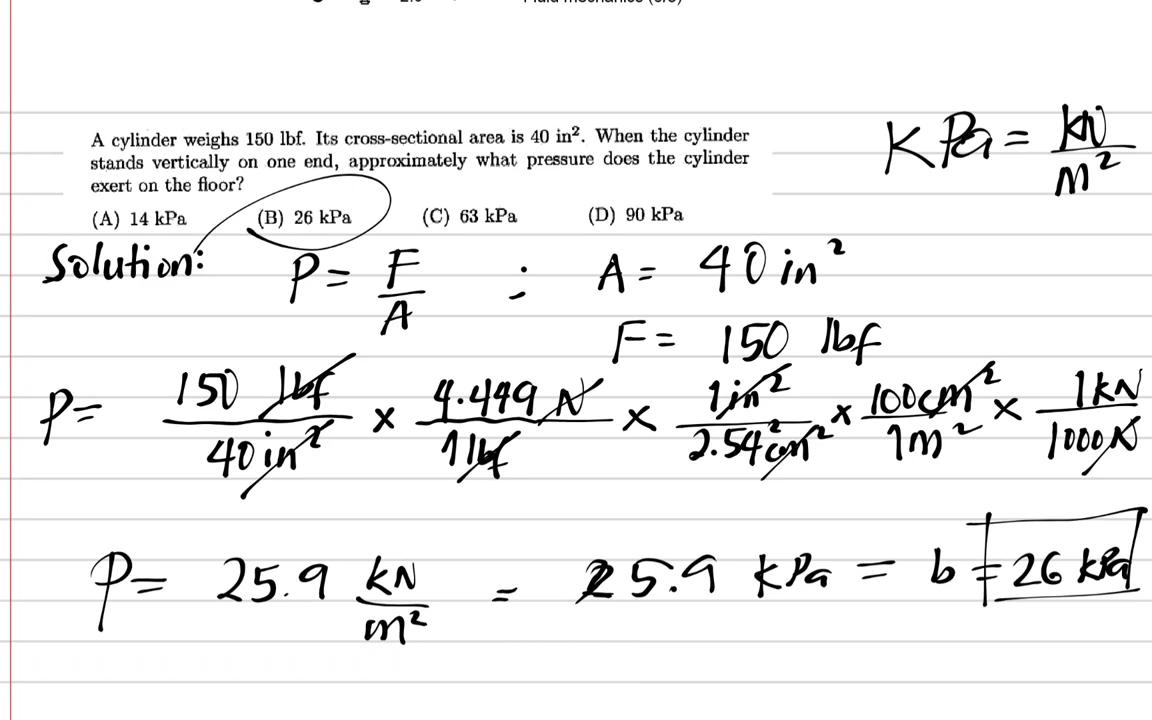 A cylinder weighs 150 lbf. Its cross-sectional area is 40 in². When the cylinder
stands vertically on one end, approximately what pressure does the cylinder
exert on the floor?
(A) 14 kPa (B) 26 kPa (C) 63 kPa (D) 90 kPa
KPa = kN/m²
Solution: P = F/A ; A = 40 in²
F = 150 lbf
P = 150 lbf/40 in² × 4.449 N/1 lbf × 1 in²/2.54² cm² × 100 cm²/1 m² × 1 kN/1000 N
P = 25.9 kN/m² = 25.9 kPa = b = 26 kPa